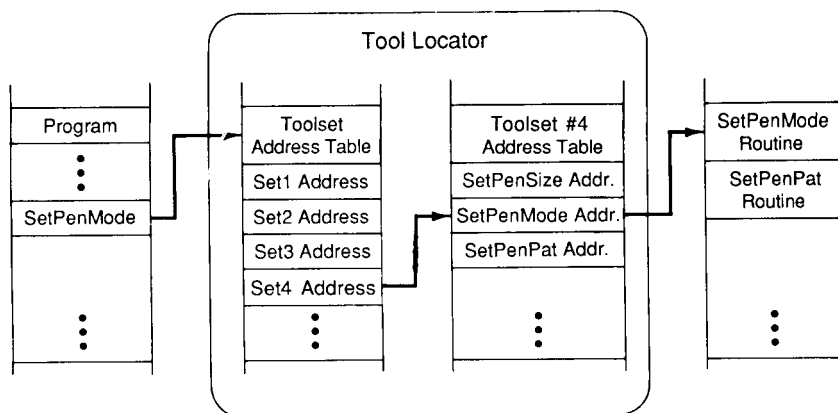 Tool Locator
Program
SetPenMode
Toolset
Address Table
Set1 Address
Set2 Address
Set3 Address
Set4 Address
Toolset #4
Address Table
SetPenSize Addr.
SetPenMode Addr.
SetPenPat Addr.
SetPenMode
Routine
SetPenPat
Routine